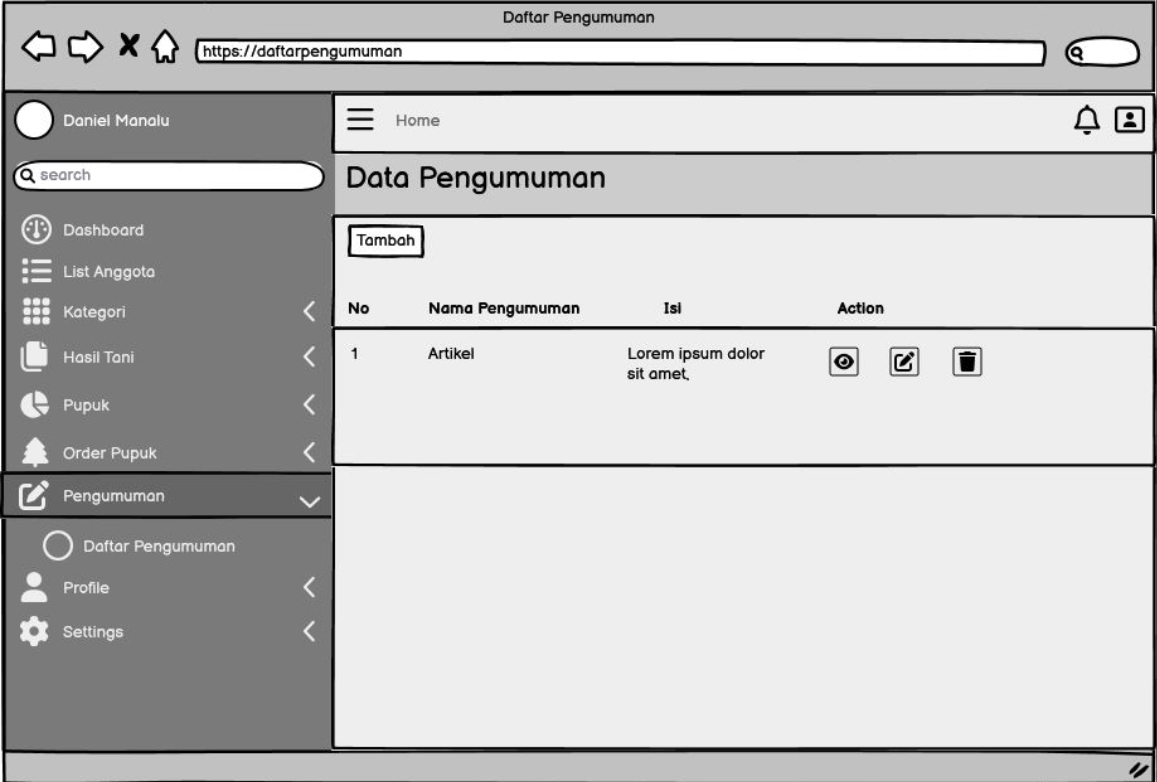 Daftar Pengumuman
https://daftarpengumuman
Daniel Manalu
search
Dashboard
List Anggota
Kategori
Hasil Tani
Pupuk
Order Pupuk
Pengumuman
Daftar Pengumuman
Profile
Settings
Home
Data Pengumuman
Tambah
No Nama Pengumuman Isi Action
1 Artikel Lorem ipsum dolor
sit amet,